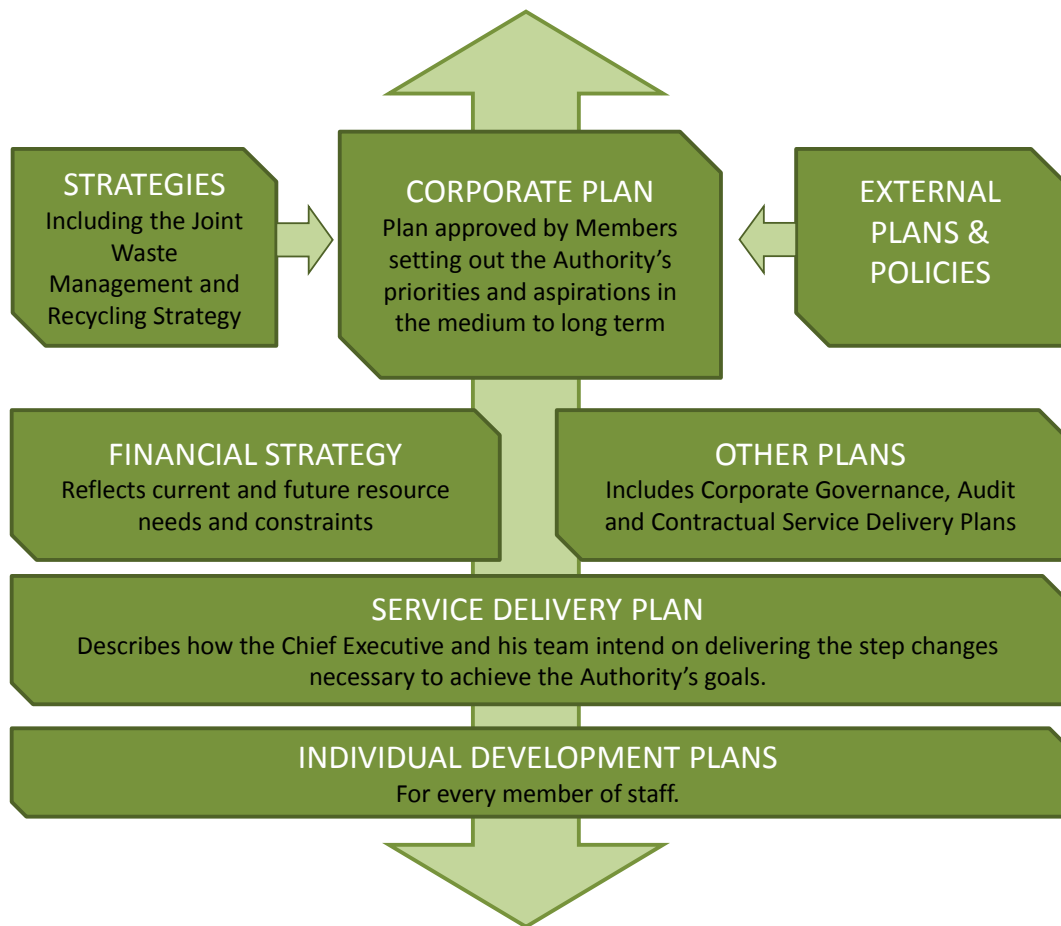 STRATEGIES
Including the Joint
Waste
Management and
Recycling Strategy
CORPORATE PLAN
Plan approved by Members
setting out the Authority’s
priorities and aspirations in
the medium to long term
EXTERNAL
PLANS &
POLICIES
FINANCIAL STRATEGY
Reflects current and future resource
needs and constraints
OTHER PLANS
Includes Corporate Governance, Audit
and Contractual Service Delivery Plans
SERVICE DELIVERY PLAN
Describes how the Chief Executive and his team intend on delivering the step changes
necessary to achieve the Authority’s goals.
INDIVIDUAL DEVELOPMENT PLANS
For every member of staff.